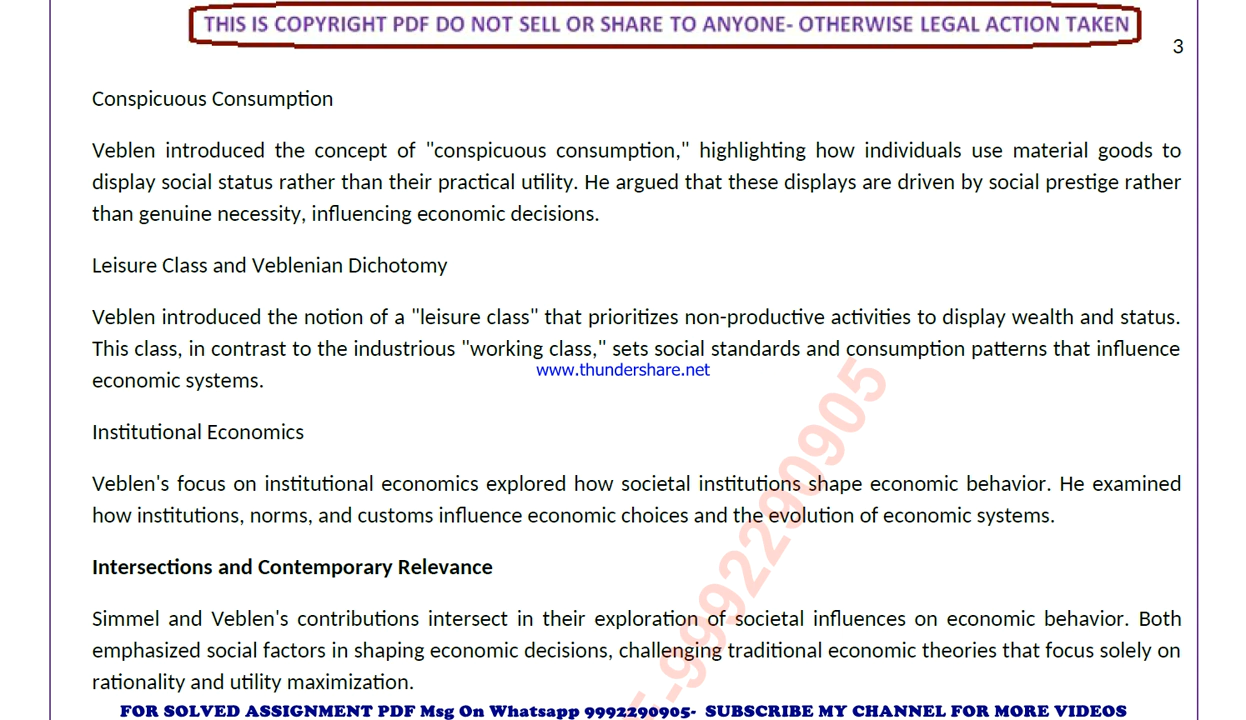 THIS IS COPYRIGHT PDF DO NOT SELL OR SHARE TO ANYONE- OTHERWISE LEGAL ACTION TAKEN
3
Conspicuous Consumption
Veblen introduced the concept of "conspicuous consumption," highlighting how individuals use material goods to
display social status rather than their practical utility. He argued that these displays are driven by social prestige rather
than genuine necessity, influencing economic decisions.
Leisure Class and Veblenian Dichotomy
Veblen introduced the notion of a "leisure class" that prioritizes non-productive activities to display wealth and status.
This class, in contrast to the industrious "working class," sets social standards and consumption patterns that influence
www.thundershare.net
economic systems.
Institutional Economics
Veblen's focus on institutional economics explored how societal institutions shape economic behavior. He examined
how institutions, norms, and customs influence economic choices and the evolution of economic systems.
Intersections and Contemporary Relevance
Simmel and Veblen's contributions intersect in their exploration of societal influences on economic behavior. Both
emphasized social factors in shaping economic decisions, challenging traditional economic theories that focus solely on
rationality and utility maximization.
-9992290905
FOR SOLVED ASSIGNMENT PDF Msg On Whatsapp 9992290905- SUBSCRIBE MY CHANNEL FOR MORE VIDEOS